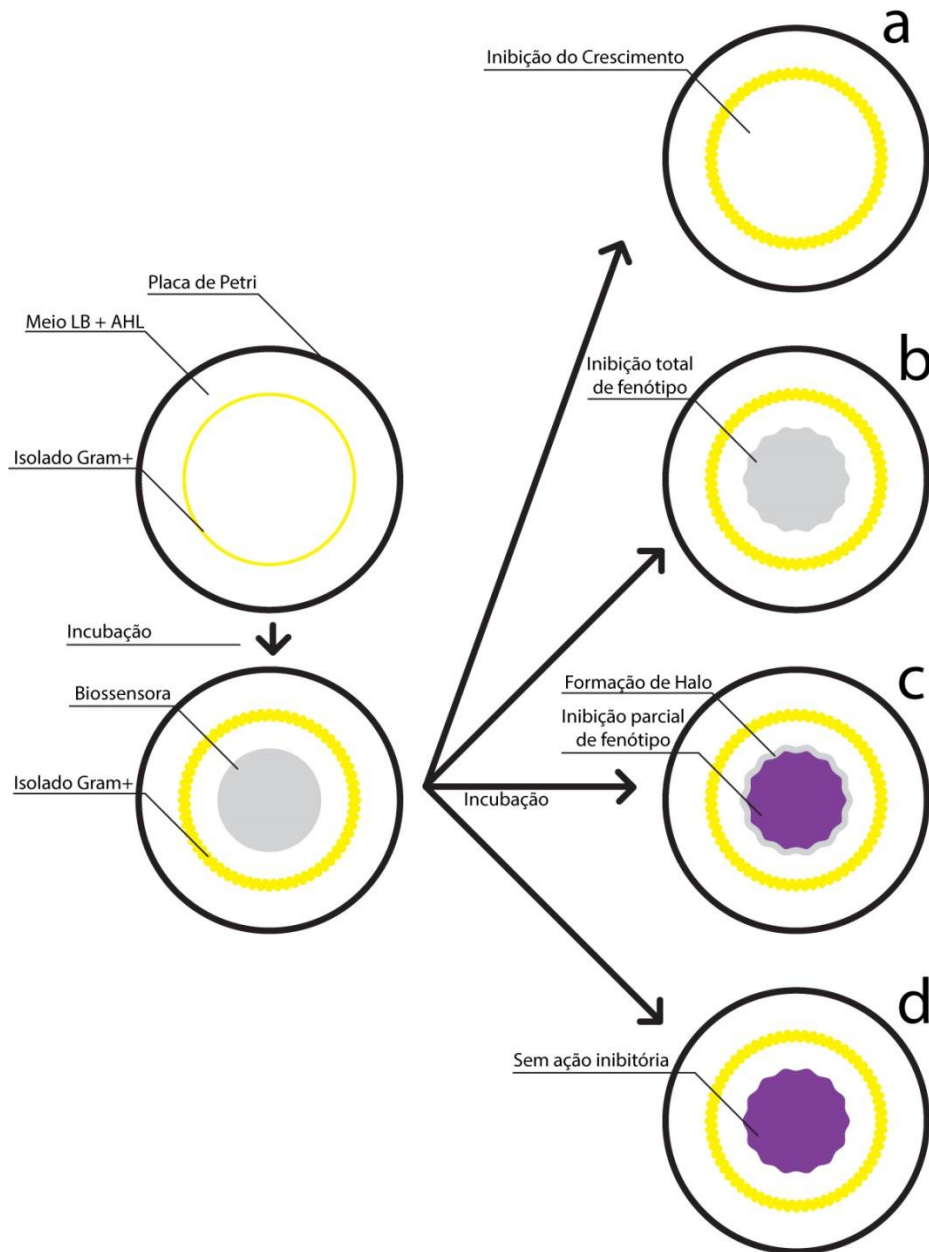 Placa de Petri
Meio LB + AHL
Isolado Gram+
Incubação
Biossensora
Isolado Gram+
Incubação
a
Inibição do Crescimento
b
Inibição total
de fenótipo
c
Formação de Halo
Inibição parcial
de fenótipo
d
Sem ação inibitória